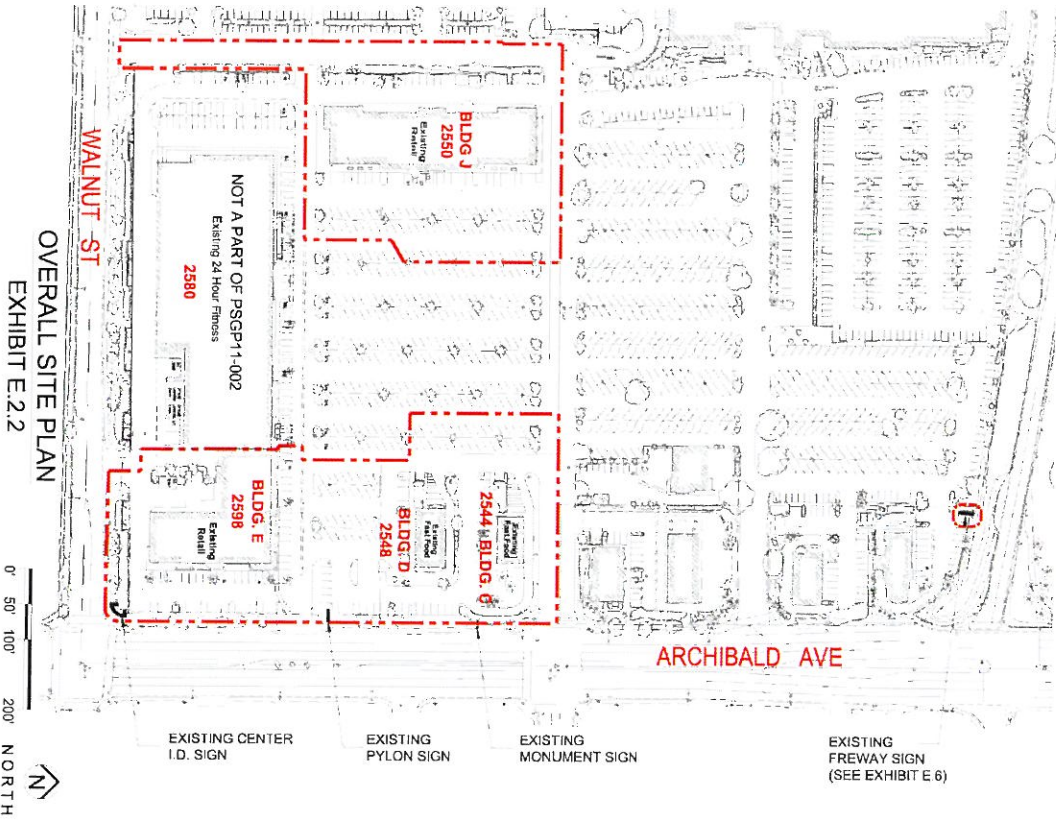 BLDG J
2550
Existing
Retail
WALNUT ST
NOT A PART OF PSGP11-002
Existing 24 Hour Fitness
2580
BLDG. E
2598
Existing
Retail
BLDG. D
2548
Existing
Fast Food
2544 BLDG. C
Existing
Fast Food
ARCHIBALD AVE
EXISTING CENTER
I.D. SIGN
EXISTING
PYLON SIGN
EXISTING
MONUMENT SIGN
EXISTING
FREWAY SIGN
(SEE EXHIBIT E.6)
OVERALL SITE PLAN
EXHIBIT E.2.2
0' 50' 100' 200'
N
NORTH